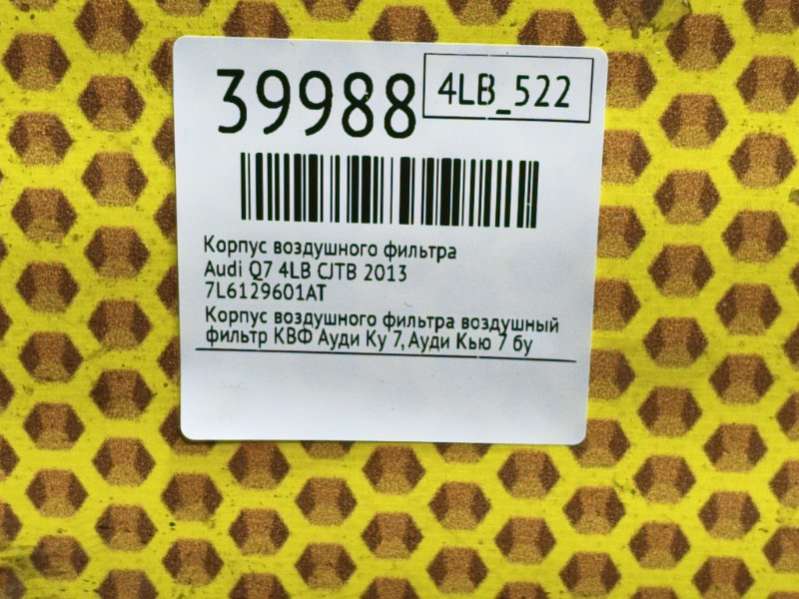 39988
4LB_522
Корпус воздушного фильтра
Audi Q7 4LB CJTB 2013
7L6129601AT
Корпус воздушного фильтра воздушный
фильтр КВФ Ауди Ку 7, Ауди Кью 7 бу